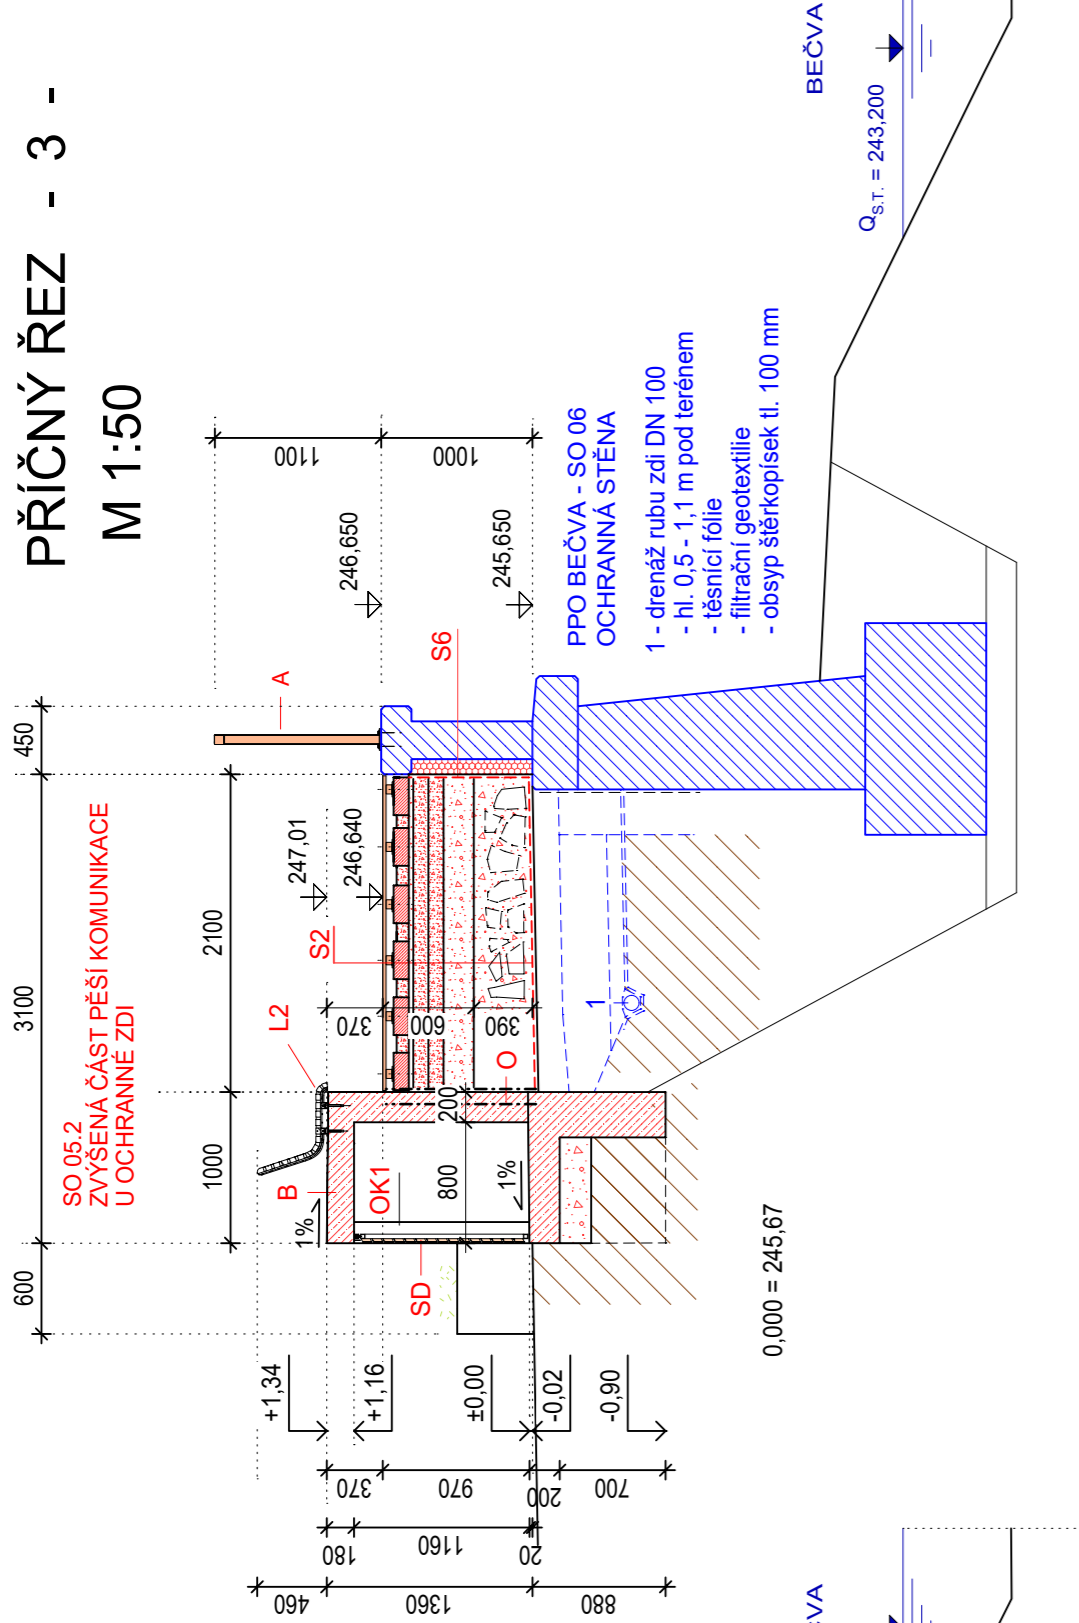 PŘÍČNÝ ŘEZ - 3 -
M 1:50
SO 05.2
ZVÝŠENÁ ČÁST PĚŠÍ KOMUNIKACE
U OCHRANNÉ ZDI
600
3100
450
1000
2100
1100
1000
246,650
245,650
247,01
246,640
A
S6
S2
L2
B
OK1
SD
O
1%
1%
370
600
390
200
800
1
PPO BEČVA - SO 06
OCHRANNÁ STĚNA
1 - drenáž rubu zdi DN 100
- hl. 0,5 - 1,1 m pod terénem
- těsnící fólie
- filtrační geotextilie
- obsyp štěrkopísek tl. 100 mm
BEČVA
Q S.T. = 243,200
+1,34
+1,16
±0,00
-0,02
-0,90
0,000 = 245,67
370
970
200
700
180
1160
20
460
1360
880
VA